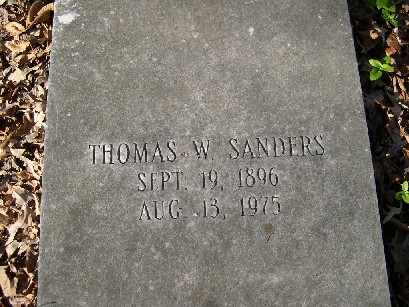 THOMAS W. SANDERS
SEPT. 19, 1896
AUG. 13, 1975